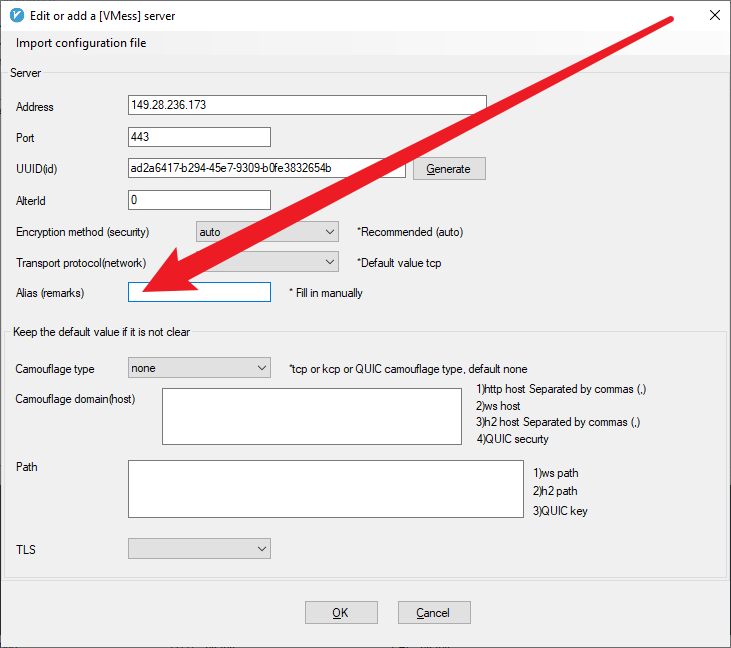 Edit or add a [VMess] server
Import configuration file
Server
Address 149.28.236.173
Port 443
UUID(id) ad2a6417-b294-45e7-9309-b0fe3832654b Generate
AlterId 0
Encryption method (security) auto *Recommended (auto)
Transport protocol(network) *Default value tcp
Alias (remarks) * Fill in manually
Keep the default value if it is not clear
Camouflage type none *tcp or kcp or QUIC camouflage type, default none
Camouflage domain(host)
1)http host Separated by commas (,)
2)ws host
3)h2 host Separated by commas (,)
4)QUIC securty
Path
1)ws path
2)h2 path
3)QUIC key
TLS
OK Cancel